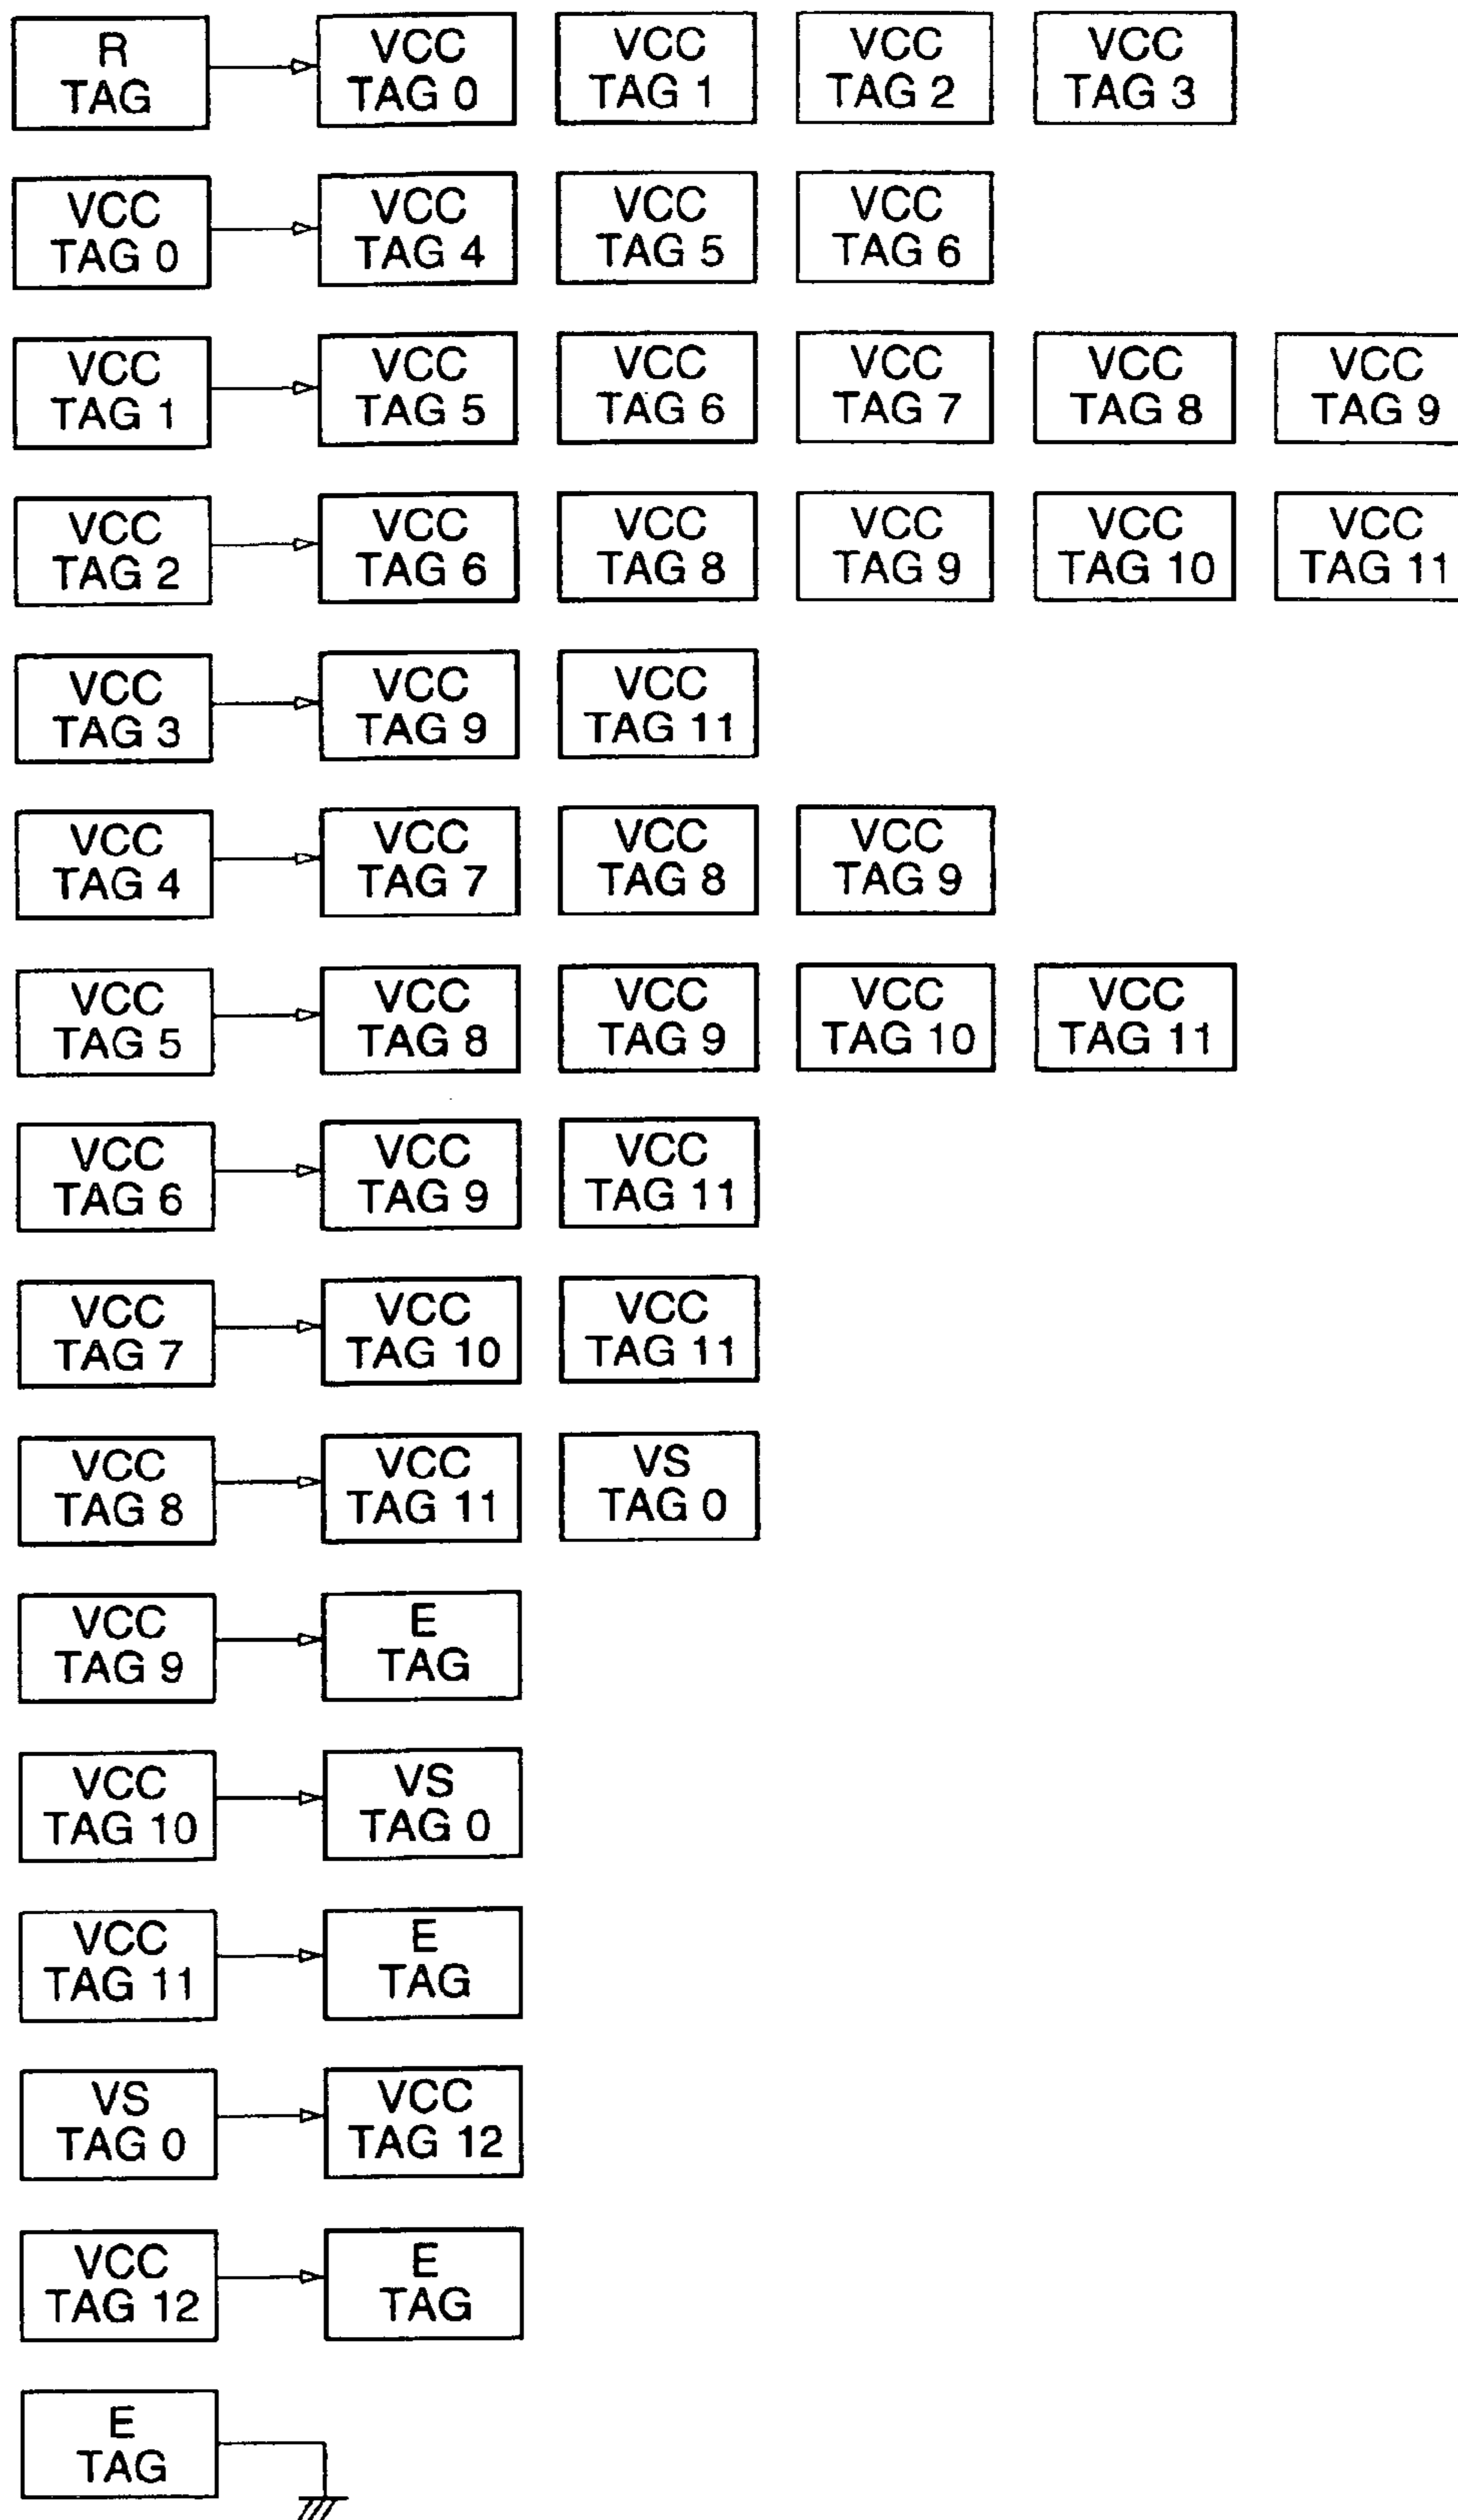 R
TAG
VCC
TAG 0
VCC
TAG 1
VCC
TAG 2
VCC
TAG 3
VCC
TAG 0
VCC
TAG 4
VCC
TAG 5
VCC
TAG 6
VCC
TAG 1
VCC
TAG 5
VCC
TAG 6
VCC
TAG 7
VCC
TAG 8
VCC
TAG 9
VCC
TAG 2
VCC
TAG 6
VCC
TAG 8
VCC
TAG 9
VCC
TAG 10
VCC
TAG 11
VCC
TAG 3
VCC
TAG 9
VCC
TAG 11
VCC
TAG 4
VCC
TAG 7
VCC
TAG 8
VCC
TAG 9
VCC
TAG 5
VCC
TAG 8
VCC
TAG 9
VCC
TAG 10
VCC
TAG 11
VCC
TAG 6
VCC
TAG 9
VCC
TAG 11
VCC
TAG 7
VCC
TAG 10
VCC
TAG 11
VCC
TAG 8
VCC
TAG 11
VS
TAG 0
VCC
TAG 9
E
TAG
VCC
TAG 10
VS
TAG 0
VCC
TAG 11
E
TAG
VS
TAG 0
VCC
TAG 12
VCC
TAG 12
E
TAG
E
TAG